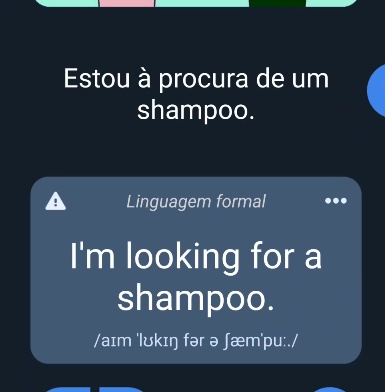 Estou à procura de um
shampoo.
Linguagem formal
I'm looking for a
shampoo.
/aɪm ˈlʊkɪŋ fər ə ʃæmˈpuː./